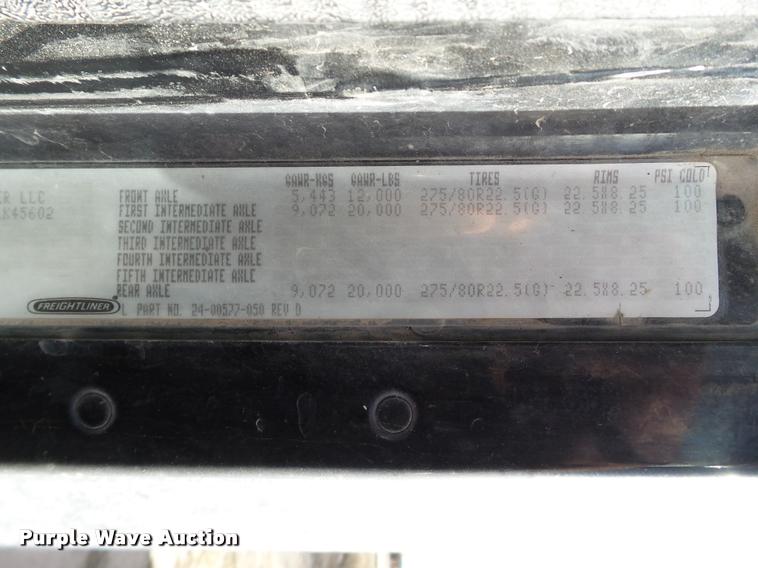 GAWR-KGS GAWR-LBS TIRES RIMS PSI COLD
ER LLC FRONT AXLE 5,443 12,000 275/80R22.5(G) 22.5X8.25 100
K45602 FIRST INTERMEDIATE AXLE 9,072 20,000 275/80R22.5(G) 22.5X8.25 100
SECOND INTERMEDIATE AXLE
THIRD INTERMEDIATE AXLE
FOURTH INTERMEDIATE AXLE
FIFTH INTERMEDIATE AXLE
REAR AXLE 9,072 20,000 275/80R22.5(G) 22.5X8.25 100
FREIGHTLINER PART NO. 24-00577-050 REV D
Purple Wave Auction